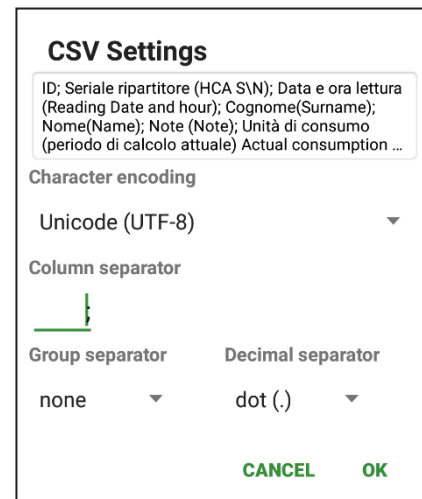 CSV Settings
ID; Seriale ripartitore (HCA S\N); Data e ora lettura
(Reading Date and hour); Cognome(Surname);
Nome(Name); Note (Note); Unità di consumo
(periodo di calcolo attuale) Actual consumption ...
Character encoding
Unicode (UTF-8)
Column separator
;
Group separator Decimal separator
none dot (.)
CANCEL OK